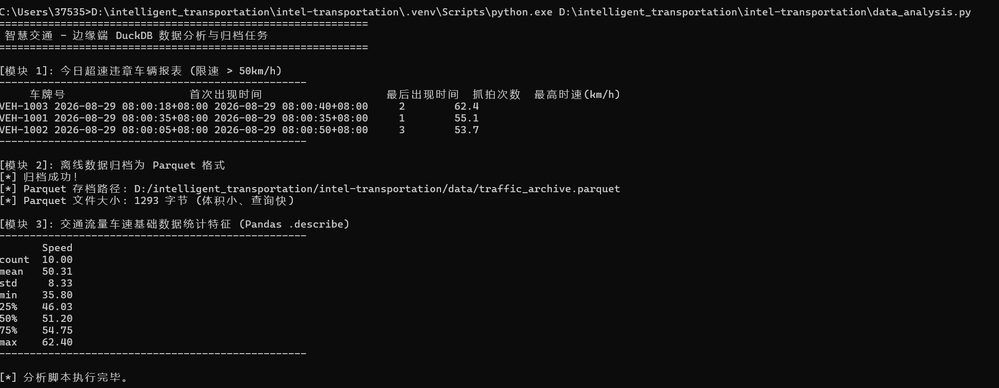 C:\Users\37535>D:\intelligent_transportation\intel-transportation\.venv\Scripts\python.exe D:\intelligent_transportation\intel-transportation\data_analysis.py
============================================================
 智慧交通 - 边缘端 DuckDB 数据分析与归档任务
============================================================

[模块 1]: 今日超速违章车辆报表 (限速 > 50km/h)
--------------------------------------------------
     车牌号                    首次出现时间                    最后出现时间  抓拍次数  最高时速(km/h)
VEH-1003 2026-08-29 08:00:18+08:00 2026-08-29 08:00:40+08:00     2        62.4
VEH-1001 2026-08-29 08:00:35+08:00 2026-08-29 08:00:35+08:00     1        55.1
VEH-1002 2026-08-29 08:00:05+08:00 2026-08-29 08:00:50+08:00     3        53.7
--------------------------------------------------

[模块 2]: 离线数据归档为 Parquet 格式
[*] 归档成功!
[*] Parquet 存档路径: D:/intelligent_transportation/intel-transportation/data/traffic_archive.parquet
[*] Parquet 文件大小: 1293 字节 (体积小、查询快)

[模块 3]: 交通流量车速基础数据统计特征 (Pandas .describe)
--------------------------------------------------
       Speed
count  10.00
mean   50.31
std     8.33
min    35.80
25%    46.03
50%    51.20
75%    54.75
max    62.40
--------------------------------------------------

[*] 分析脚本执行完毕。